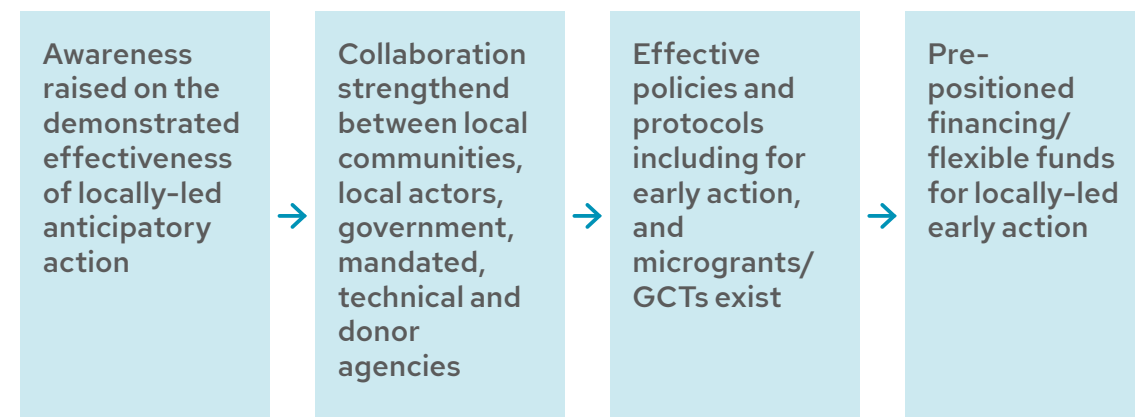 Awareness
raised on the
demonstrated
effectiveness
of locally-led
anticipatory
action
Collaboration
strengthend
between local
communities,
local actors,
government,
mandated,
technical and
donor
agencies
Effective
policies and
protocols
including for
early action,
and
microgrants/
GCTs exist
Pre-
positioned
financing/
flexible funds
for locally-led
early action